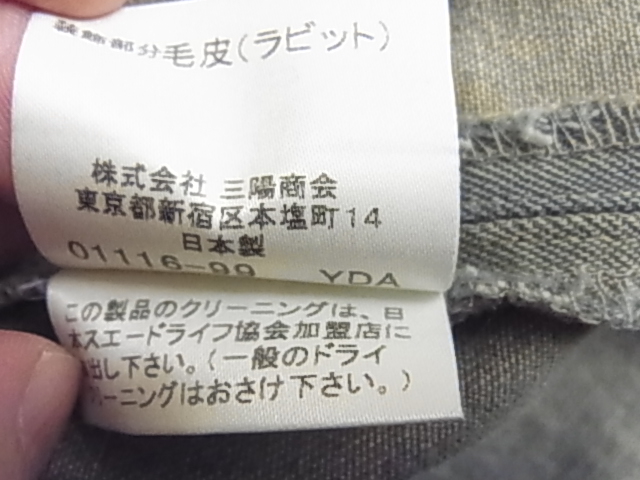 装飾部分毛皮(ラビット)
株式会社 三陽商会
東京都新宿区本塩町14
日本製
01116-99 YDA
この製品のクリーニングは、日
本スエードライフ協会加盟店に
出し下さい。(一般のドライ
リーニングはおさけ下さい。)